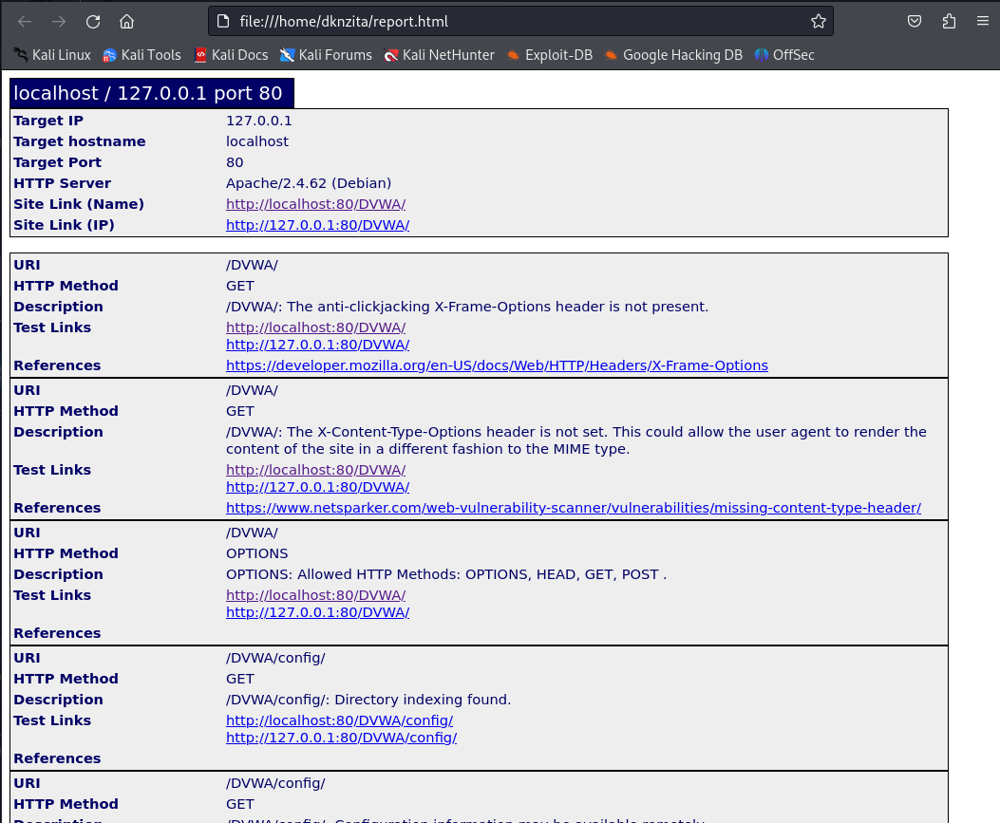 file:///home/dknzita/report.html
Kali Linux Kali Tools Kali Docs Kali Forums Kali NetHunter Exploit-DB Google Hacking DB OffSec
localhost / 127.0.0.1 port 80
Target IP 127.0.0.1
Target hostname localhost
Target Port 80
HTTP Server Apache/2.4.62 (Debian)
Site Link (Name) http://localhost:80/DVWA/
Site Link (IP) http://127.0.0.1:80/DVWA/
URI /DVWA/
HTTP Method GET
Description /DVWA/: The anti-clickjacking X-Frame-Options header is not present.
Test Links http://localhost:80/DVWA/
http://127.0.0.1:80/DVWA/
References https://developer.mozilla.org/en-US/docs/Web/HTTP/Headers/X-Frame-Options
URI /DVWA/
HTTP Method GET
Description /DVWA/: The X-Content-Type-Options header is not set. This could allow the user agent to render the
content of the site in a different fashion to the MIME type.
Test Links http://localhost:80/DVWA/
http://127.0.0.1:80/DVWA/
References https://www.netsparker.com/web-vulnerability-scanner/vulnerabilities/missing-content-type-header/
URI /DVWA/
HTTP Method OPTIONS
Description OPTIONS: Allowed HTTP Methods: OPTIONS, HEAD, GET, POST .
Test Links http://localhost:80/DVWA/
http://127.0.0.1:80/DVWA/
References
URI /DVWA/config/
HTTP Method GET
Description /DVWA/config/: Directory indexing found.
Test Links http://localhost:80/DVWA/config/
http://127.0.0.1:80/DVWA/config/
References
URI /DVWA/config/
HTTP Method GET
Description /DVWA/config/: Configuration information may be available remotely.